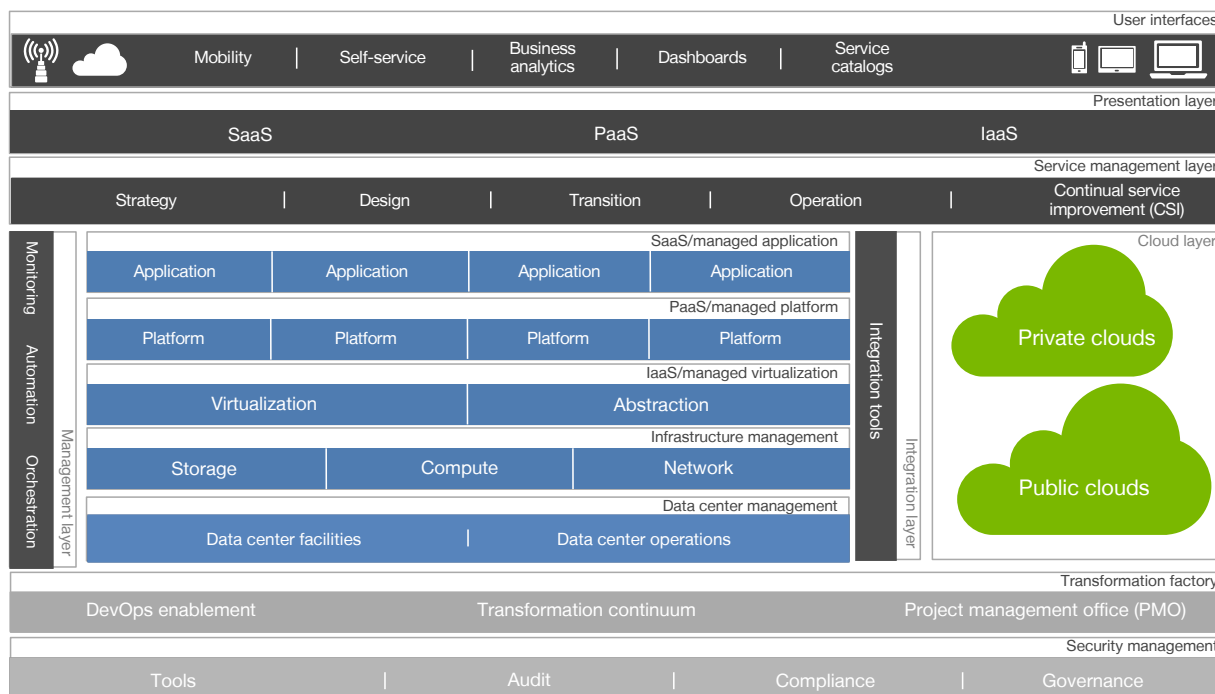 User interfaces
Mobility
Self-service
Business
analytics
Dashboards
Service
catalogs
Presentation layer
SaaS
PaaS
IaaS
Service management layer
Strategy
Design
Transition
Operation
Continual service
improvement (CSI)
Monitoring
Automation
Orchestration
Management layer
SaaS/managed application
Application
Application
Application
Application
PaaS/managed platform
Platform
Platform
Platform
Platform
IaaS/managed virtualization
Virtualization
Abstraction
Infrastructure management
Storage
Compute
Network
Data center management
Data center facilities
Data center operations
Integration tools
Integration layer
Cloud layer
Private clouds
Public clouds
Transformation factory
DevOps enablement
Transformation continuum
Project management office (PMO)
Security management
Tools
Audit
Compliance
Governance